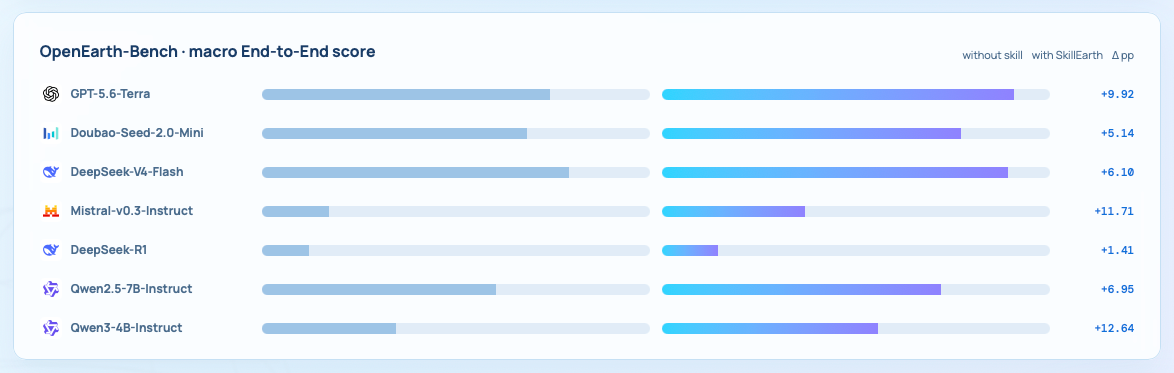 OpenEarth-Bench · macro End-to-End score
without skill with SkillEarth Δ pp
GPT-5.6-Terra +9.92
Doubao-Seed-2.0-Mini +5.14
DeepSeek-V4-Flash +6.10
Mistral-v0.3-Instruct +11.71
DeepSeek-R1 +1.41
Qwen2.5-7B-Instruct +6.95
Qwen3-4B-Instruct +12.64